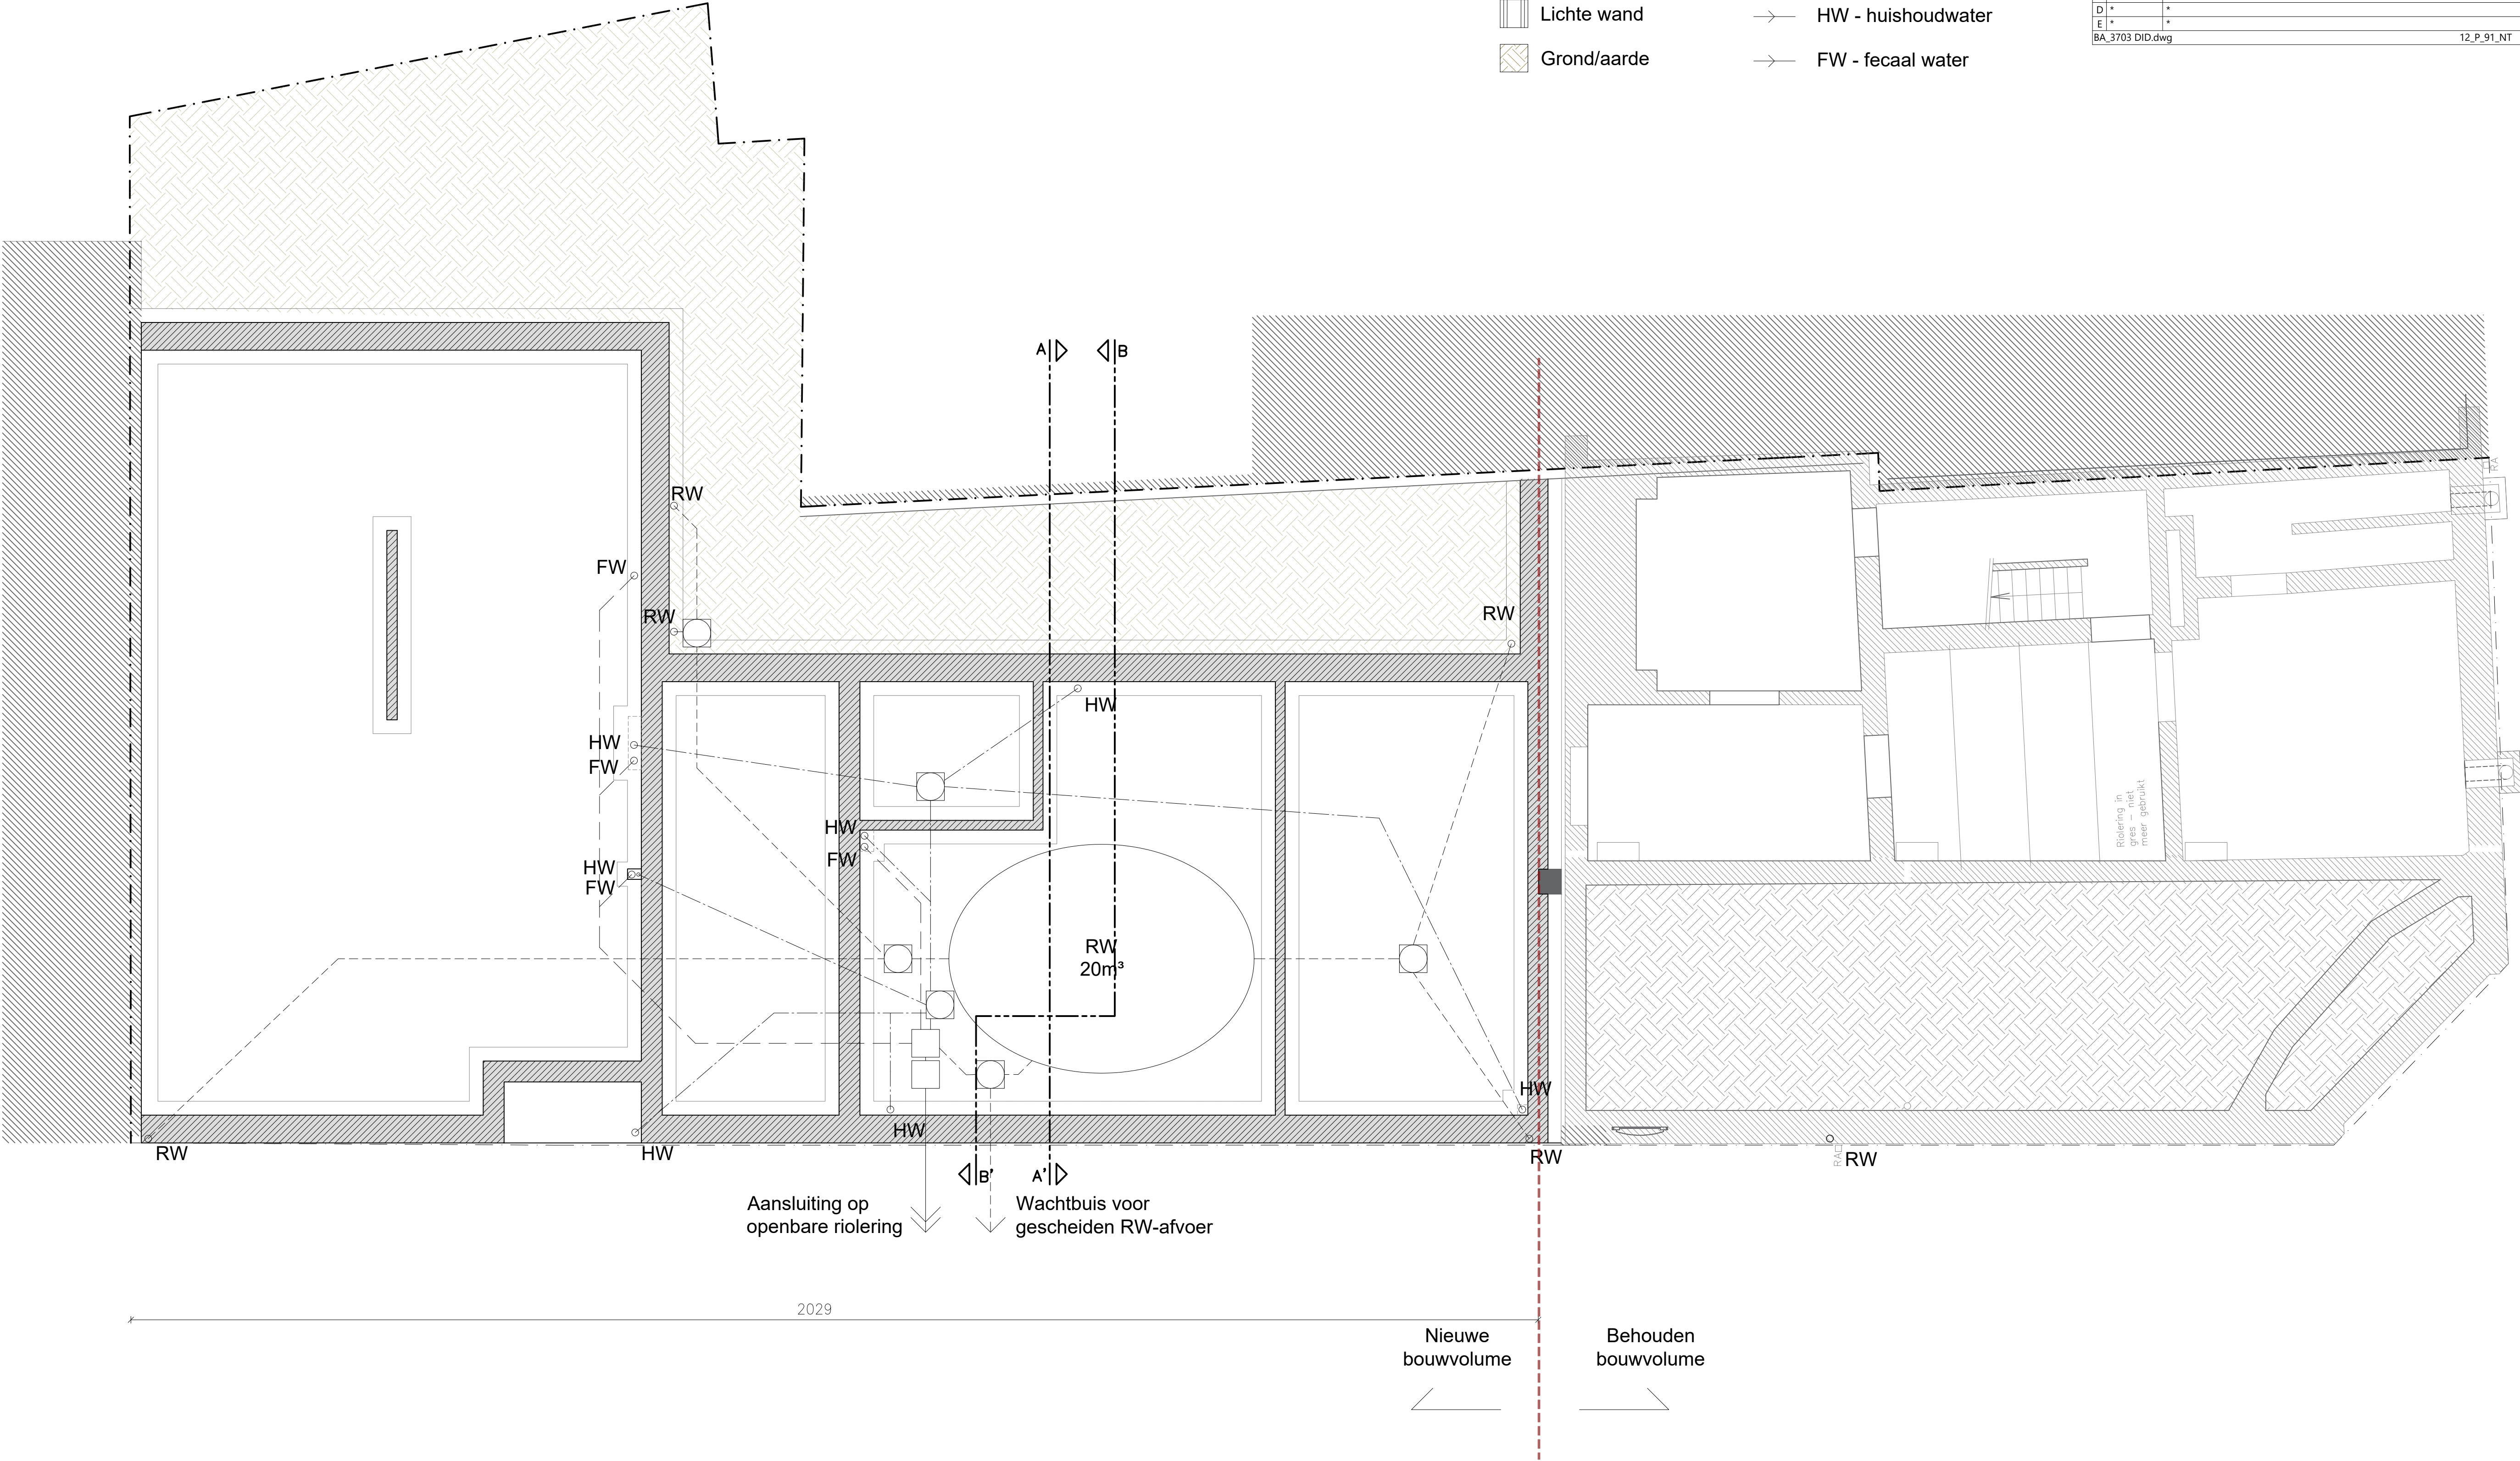 Lichte wand
HW - huishoudwater
D * *
E * *
BA_3703 DID.dwg 12_P_91_NT
Grond/aarde
FW - fecaal water
A
B
RA
RW
FW
RW
RW
HW
HW
FW
Riolering in
gres – niet
meer gebruikt
HW
FW
HW
FW
RW
20m³
HW
HW
RW
HW
RW
RA
RW
B'
A'
Aansluiting op
openbare riolering
Wachtbuis voor
gescheiden RW-afvoer
2029
Nieuwe
bouwvolume
Behouden
bouwvolume